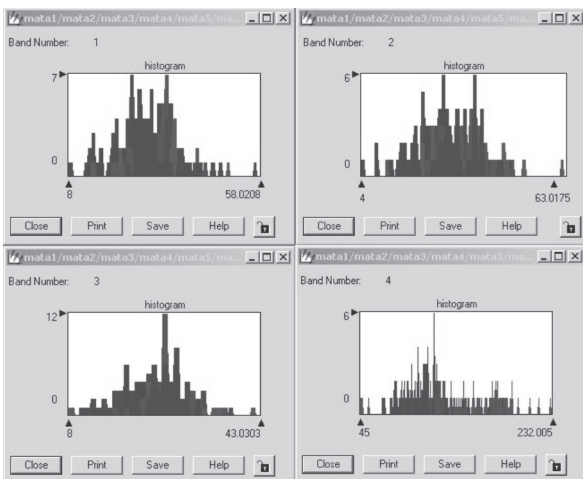 mata1/mata2/mata3/mata4/mata5/ma...
Band Number: 1
histogram
7
0
8
58.0208
Close Print Save Help
Band Number: 2
histogram
6
0
4
63.0175
Close Print Save Help
mata1/mata2/mata3/mata4/mata5/ma...
mata1/mata2/mata3/mata4/mata5/ma...
Band Number: 3
histogram
12
0
8
43.0303
Close Print Save Help
mata1/mata2/mata3/mata4/mata5/ma...
Band Number: 4
histogram
6
0
45
232.005
Close Print Save Help